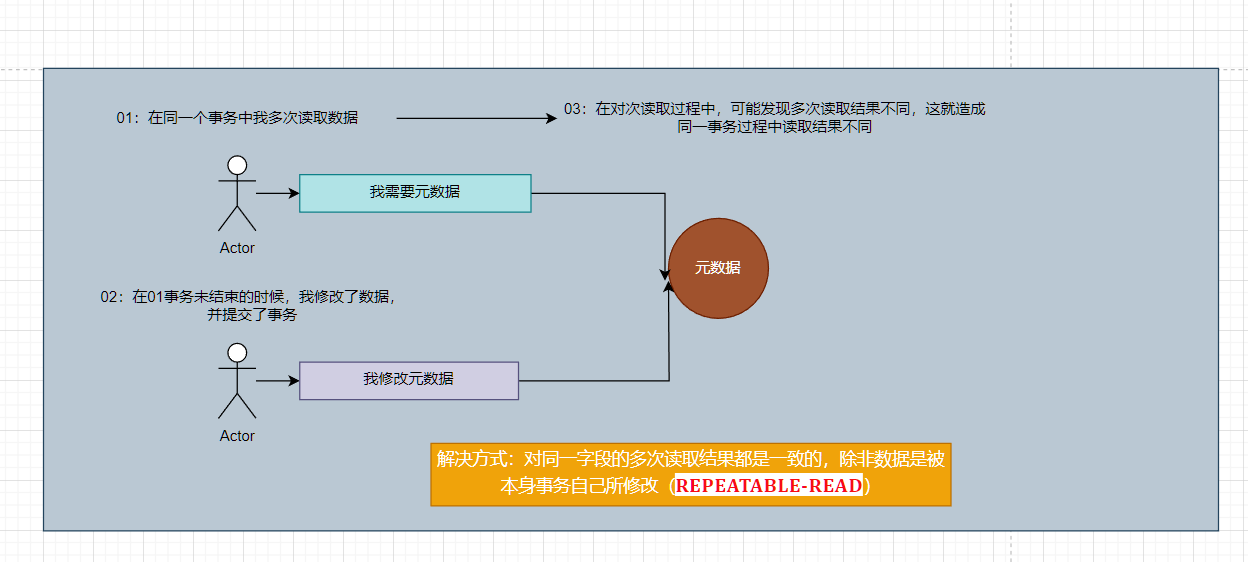 01：在同一个事务中我多次读取数据
03：在对次读取过程中，可能发现多次读取结果不同，这就造成
同一事务过程中读取结果不同
我需要元数据
Actor
元数据
02：在01事务未结束的时候，我修改了数据，
并提交了事务
我修改元数据
Actor
解决方式：对同一字段的多次读取结果都是一致的，除非数据是被
本身事务自己所修改（REPEATABLE-READ）